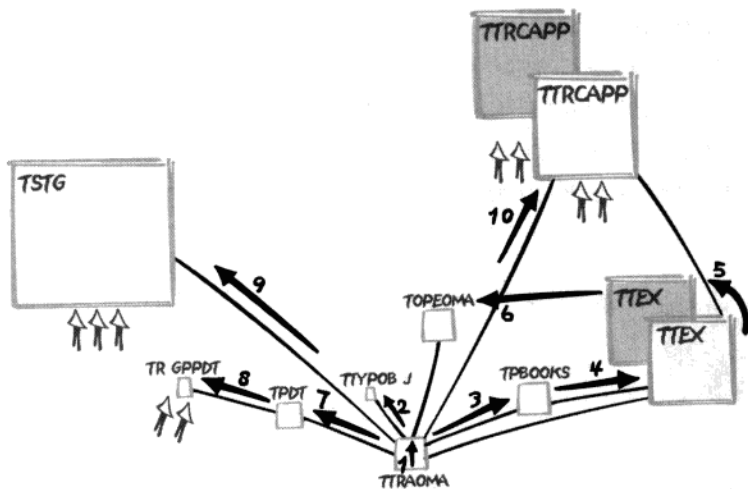 TTRCAPP
TTRCAPP
TSTG
10
9
5
TOPEOMA
6
TTEX
TTEX
TR GPPDT
8
TPDT
7
TTYPOB J
2
3
TPBOOKS
4
1
TTRAOMA